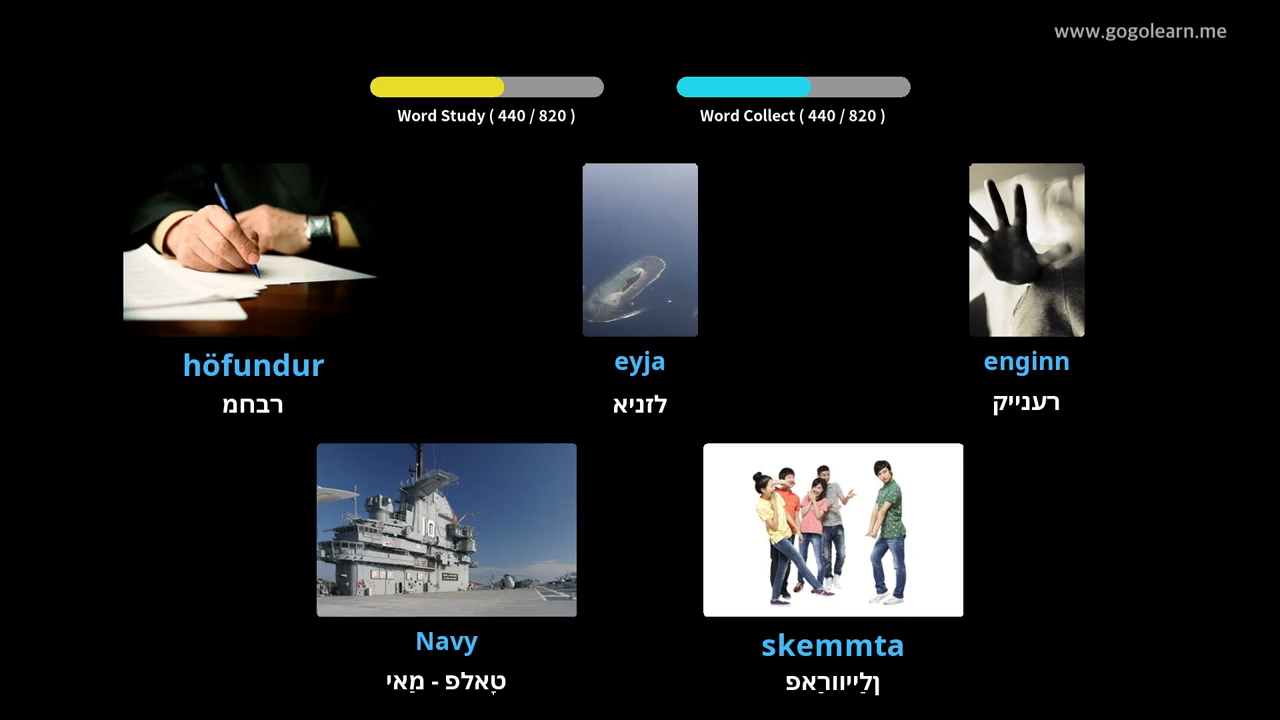 www.gogolearn.me
Word Study ( 440 / 820 )
Word Collect ( 440 / 820 )
höfundur
רבחמ
eyja
לזניא
enginn
רענייק
Navy
טָאלפ - מַאי
skemmta
ןלַייוורַאפ